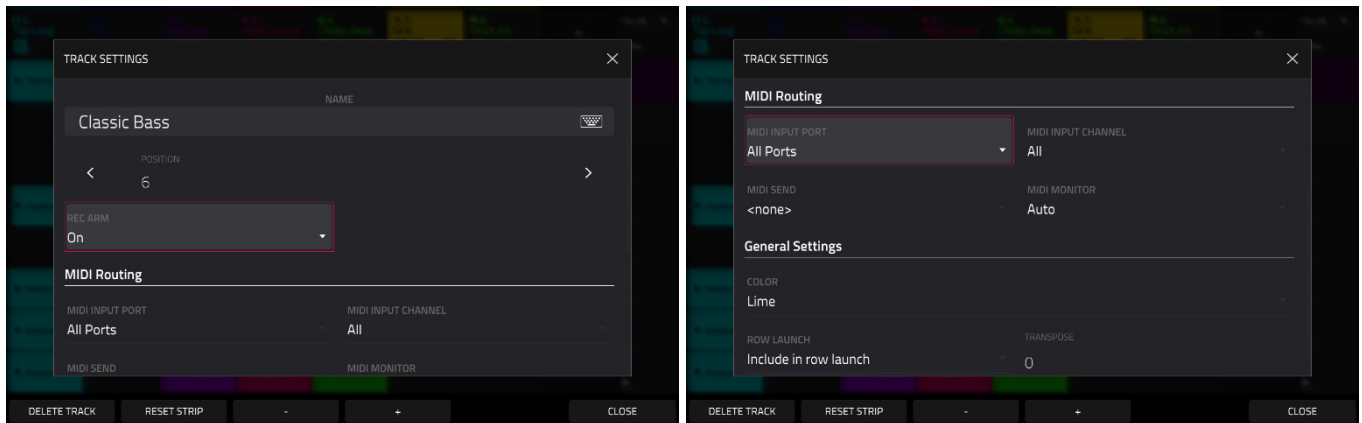 TRACK SETTINGS
NAME
Classic Bass
POSITION
6
REC ARM
On
MIDI Routing
MIDI INPUT PORT MIDI INPUT CHANNEL
All Ports All
MIDI SEND MIDI MONITOR
DELETE TRACK RESET STRIP - + CLOSE
TRACK SETTINGS
MIDI Routing
MIDI INPUT PORT MIDI INPUT CHANNEL
All Ports All
MIDI SEND MIDI MONITOR
<none> Auto
General Settings
COLOR
Lime
ROW LAUNCH TRANSPOSE
Include in row launch 0
DELETE TRACK RESET STRIP - + CLOSE